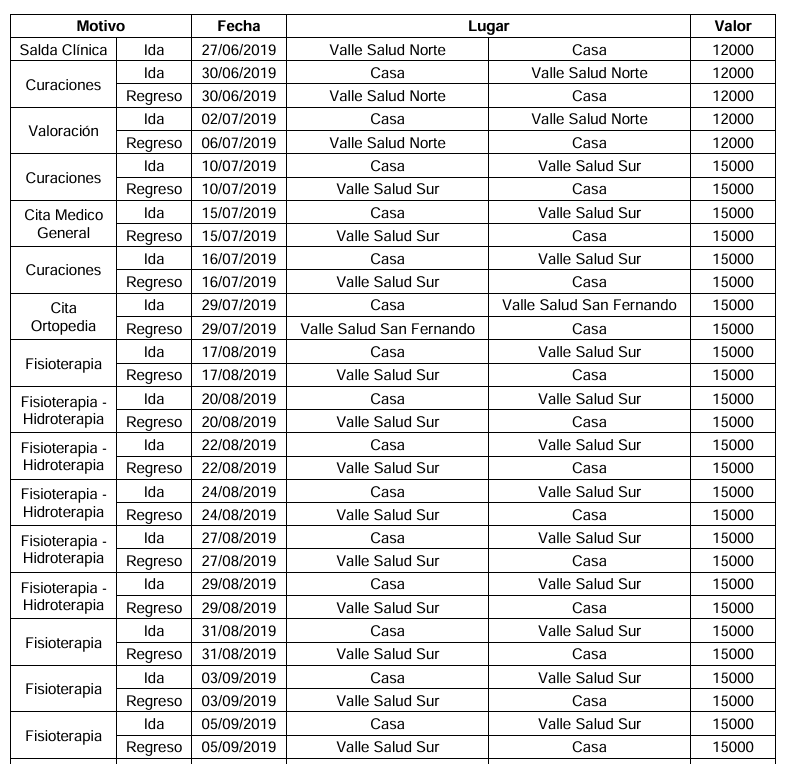 Motivo Fecha Lugar Valor
Salda Clínica Ida 27/06/2019 Valle Salud Norte Casa 12000
Curaciones Ida 30/06/2019 Casa Valle Salud Norte 12000
Regreso 30/06/2019 Valle Salud Norte Casa 12000
Valoración Ida 02/07/2019 Casa Valle Salud Norte 12000
Regreso 06/07/2019 Valle Salud Norte Casa 12000
Curaciones Ida 10/07/2019 Casa Valle Salud Sur 15000
Regreso 10/07/2019 Valle Salud Sur Casa 15000
Cita Medico General Ida 15/07/2019 Casa Valle Salud Sur 15000
Regreso 15/07/2019 Valle Salud Sur Casa 15000
Curaciones Ida 16/07/2019 Casa Valle Salud Sur 15000
Regreso 16/07/2019 Valle Salud Sur Casa 15000
Cita Ortopedia Ida 29/07/2019 Casa Valle Salud San Fernando 15000
Regreso 29/07/2019 Valle Salud San Fernando Casa 15000
Fisioterapia Ida 17/08/2019 Casa Valle Salud Sur 15000
Regreso 17/08/2019 Valle Salud Sur Casa 15000
Fisioterapia - Hidroterapia Ida 20/08/2019 Casa Valle Salud Sur 15000
Regreso 20/08/2019 Valle Salud Sur Casa 15000
Fisioterapia - Hidroterapia Ida 22/08/2019 Casa Valle Salud Sur 15000
Regreso 22/08/2019 Valle Salud Sur Casa 15000
Fisioterapia - Hidroterapia Ida 24/08/2019 Casa Valle Salud Sur 15000
Regreso 24/08/2019 Valle Salud Sur Casa 15000
Fisioterapia - Hidroterapia Ida 27/08/2019 Casa Valle Salud Sur 15000
Regreso 27/08/2019 Valle Salud Sur Casa 15000
Fisioterapia - Hidroterapia Ida 29/08/2019 Casa Valle Salud Sur 15000
Regreso 29/08/2019 Valle Salud Sur Casa 15000
Fisioterapia Ida 31/08/2019 Casa Valle Salud Sur 15000
Regreso 31/08/2019 Valle Salud Sur Casa 15000
Fisioterapia Ida 03/09/2019 Casa Valle Salud Sur 15000
Regreso 03/09/2019 Valle Salud Sur Casa 15000
Fisioterapia Ida 05/09/2019 Casa Valle Salud Sur 15000
Regreso 05/09/2019 Valle Salud Sur Casa 15000